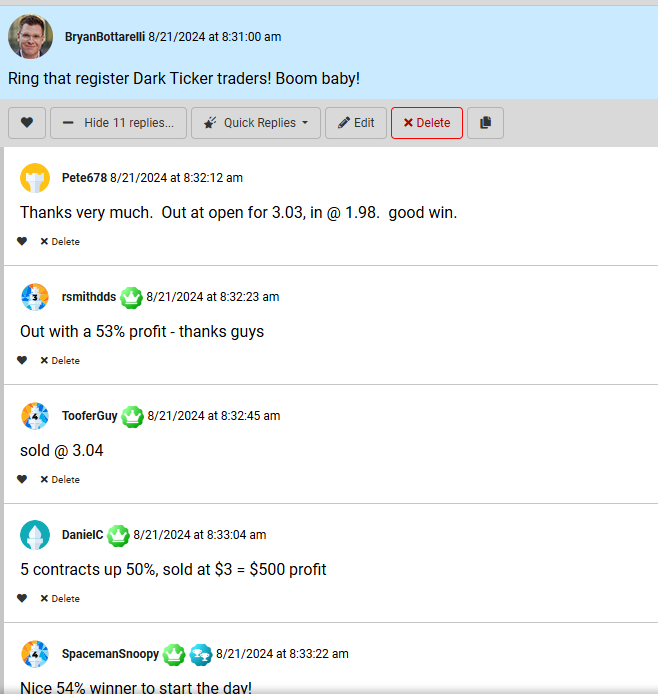 BryanBottarelli 8/21/2024 at 8:31:00 am
Ring that register Dark Ticker traders! Boom baby!
Hide 11 replies... Quick Replies Edit Delete
Pete678 8/21/2024 at 8:32:12 am
Thanks very much.  Out at open for 3.03, in @ 1.98.  good win.
Delete
3 rsmithdds 8/21/2024 at 8:32:23 am
Out with a 53% profit - thanks guys
Delete
4 TooferGuy 8/21/2024 at 8:32:45 am
sold @ 3.04
Delete
DanielC 8/21/2024 at 8:33:04 am
5 contracts up 50%, sold at $3 = $500 profit
Delete
4 SpacemanSnoopy 8/21/2024 at 8:33:22 am
Nice 54% winner to start the day!